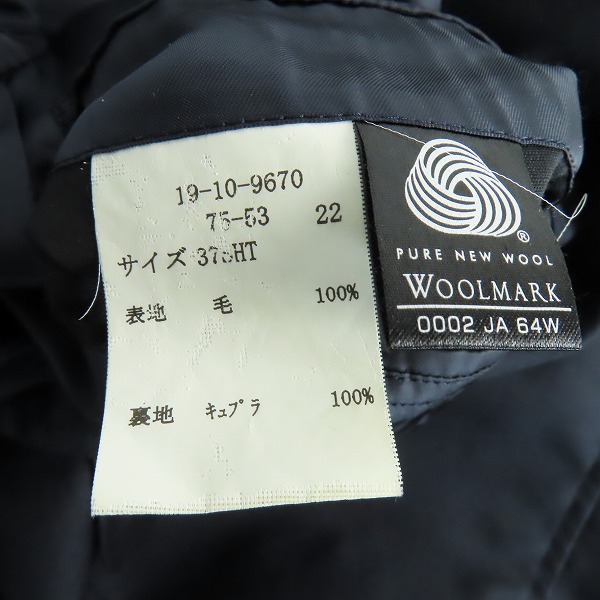 19-10-9670
75-53 22
サイズ
表地 毛 100%
裏地 キュプラ 100%
®
PURE NEW WOOL
WOOLMARK
0002 JA 64W